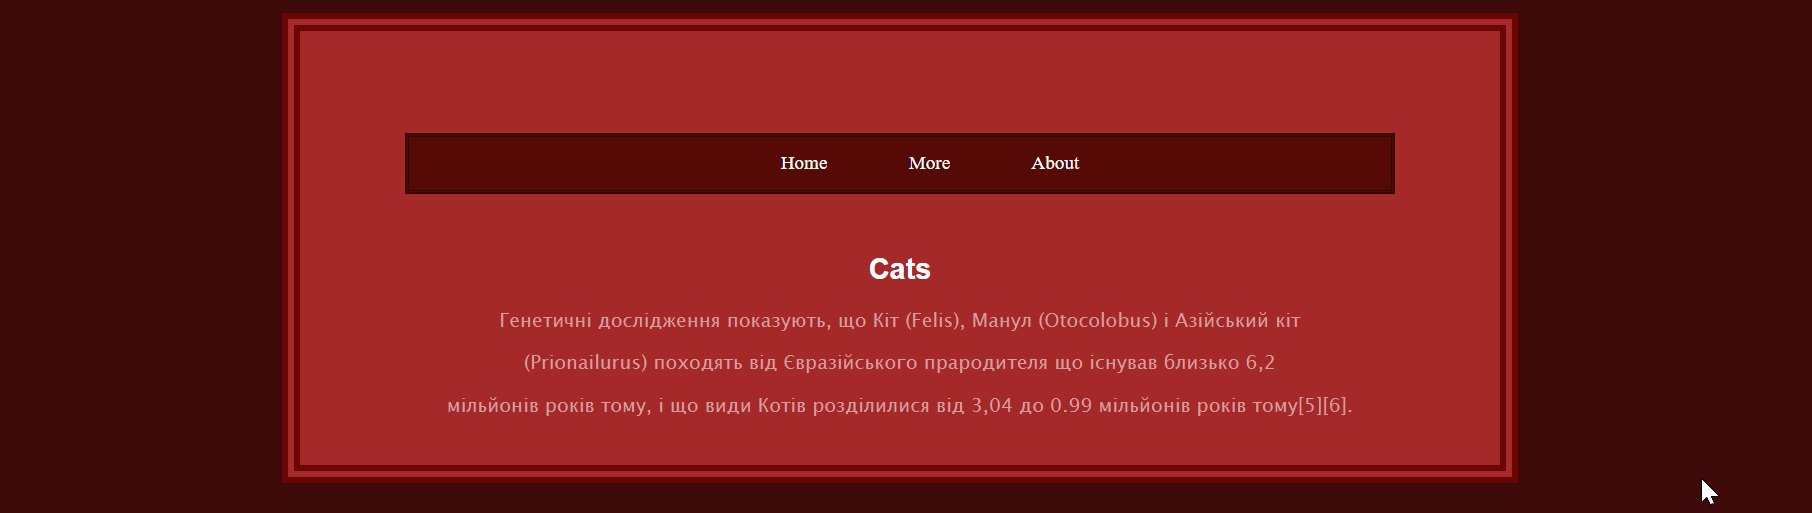 Home More About
Cats
Генетичні дослідження показують, що Кіт (Felis), Манул (Otocolobus) і Азійський кіт
(Prionailurus) походять від Євразійського прародителя що існував близько 6,2
мільйонів років тому, і що види Котів розділилися від 3,04 до 0.99 мільйонів років тому[5][6].